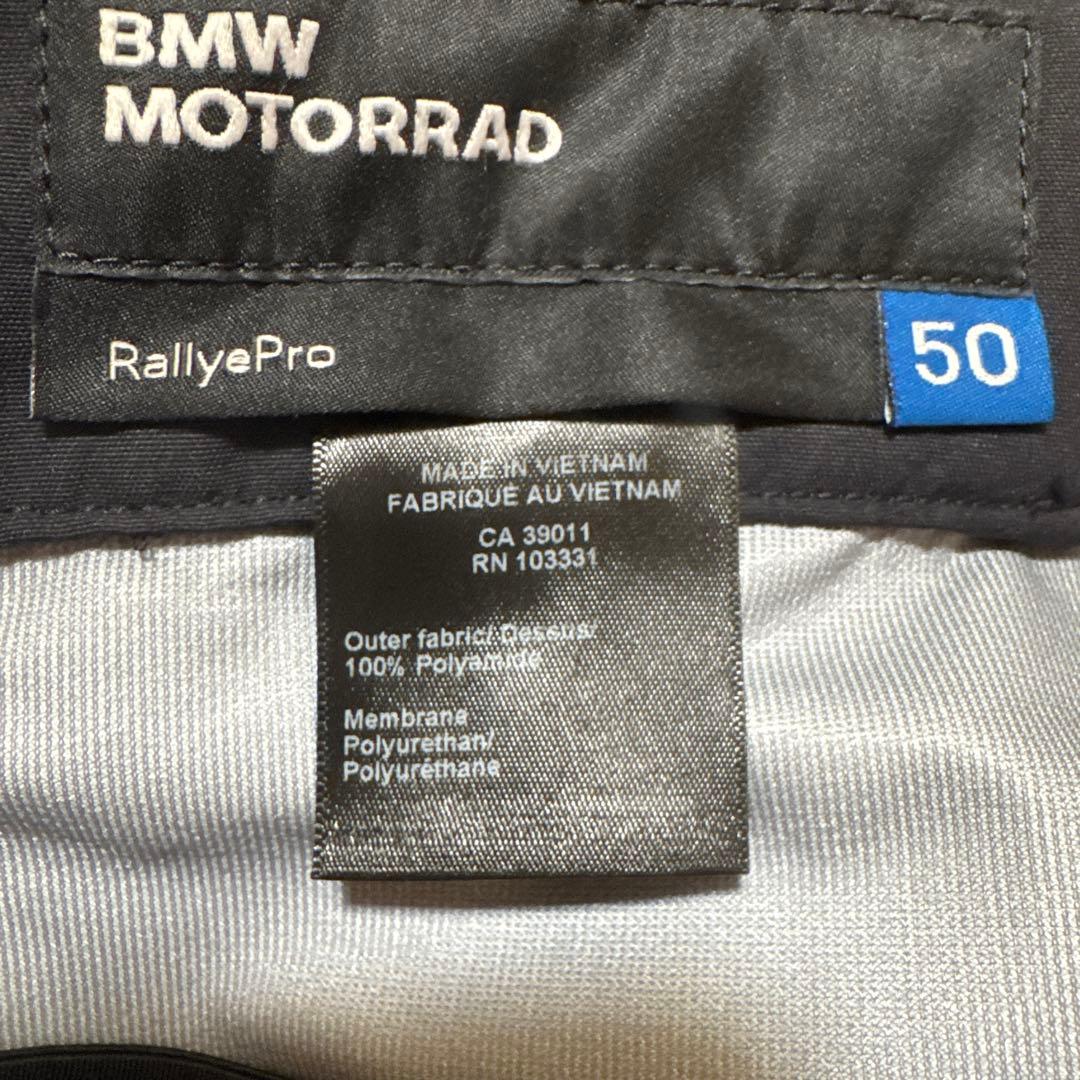 BMW
MOTORRAD
RallyePro
50
MADE IN VIETNAM
FABRIQUÉ AU VIETNAM
CA 39011
RN 103331
Outer fabric/ Dessus/
100% Polyamide
Membrane
Polyurethan/
Polyuréthane